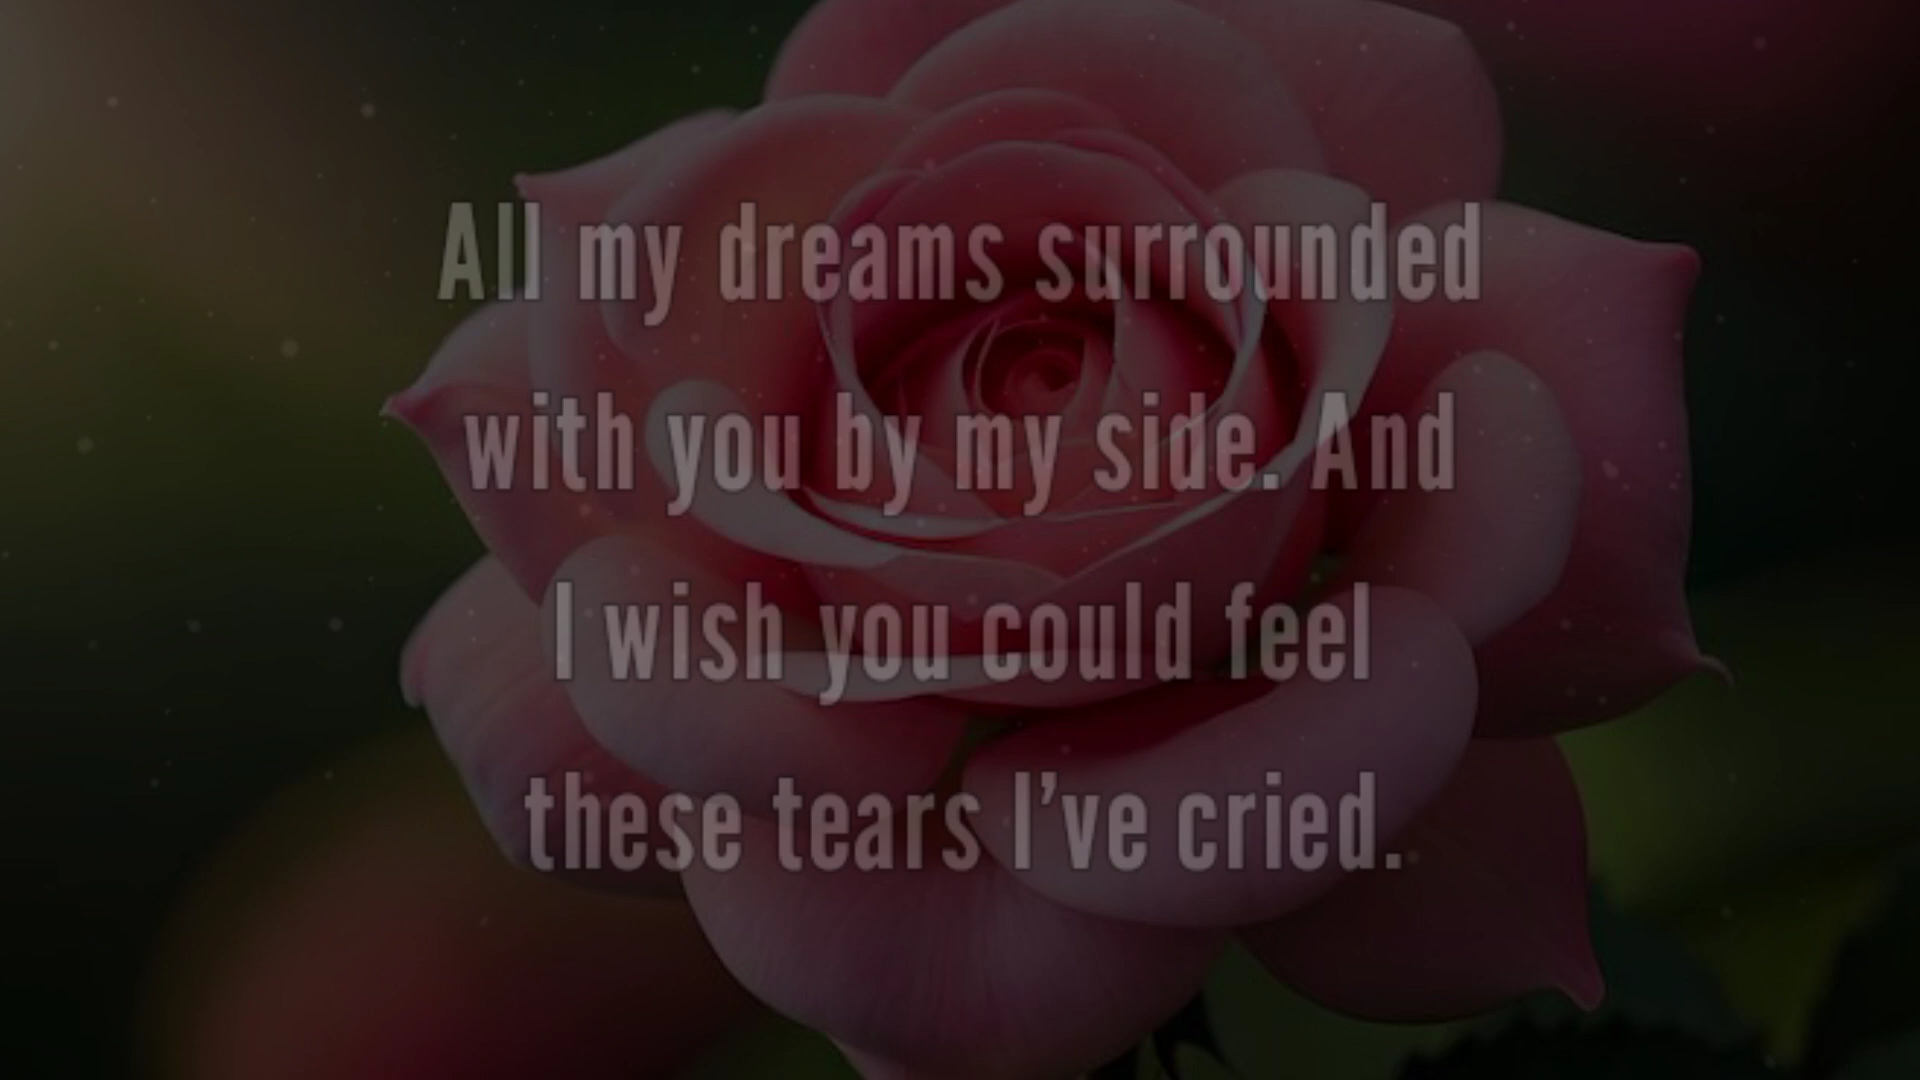 All my dreams surrounded
with you by my side. And
I wish you could feel
these tears I've cried.